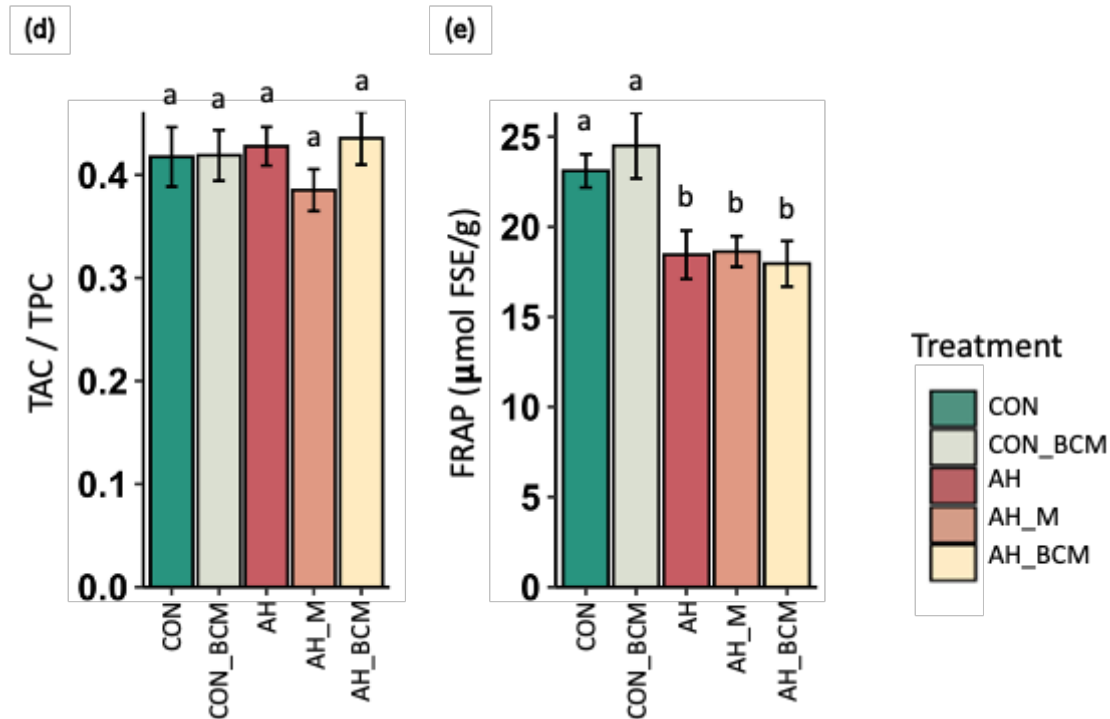 (d)
TAC / TPC
0.4
0.3
0.2
0.1
0.0
a
a
a
a
a
CON
CON_BCM
AH
AH_M
AH_BCM
(e)
FRAP (µmol FSE/g)
25
20
15
10
5
0
a
a
b
b
b
CON
CON_BCM
AH
AH_M
AH_BCM
Treatment
CON
CON_BCM
AH
AH_M
AH_BCM